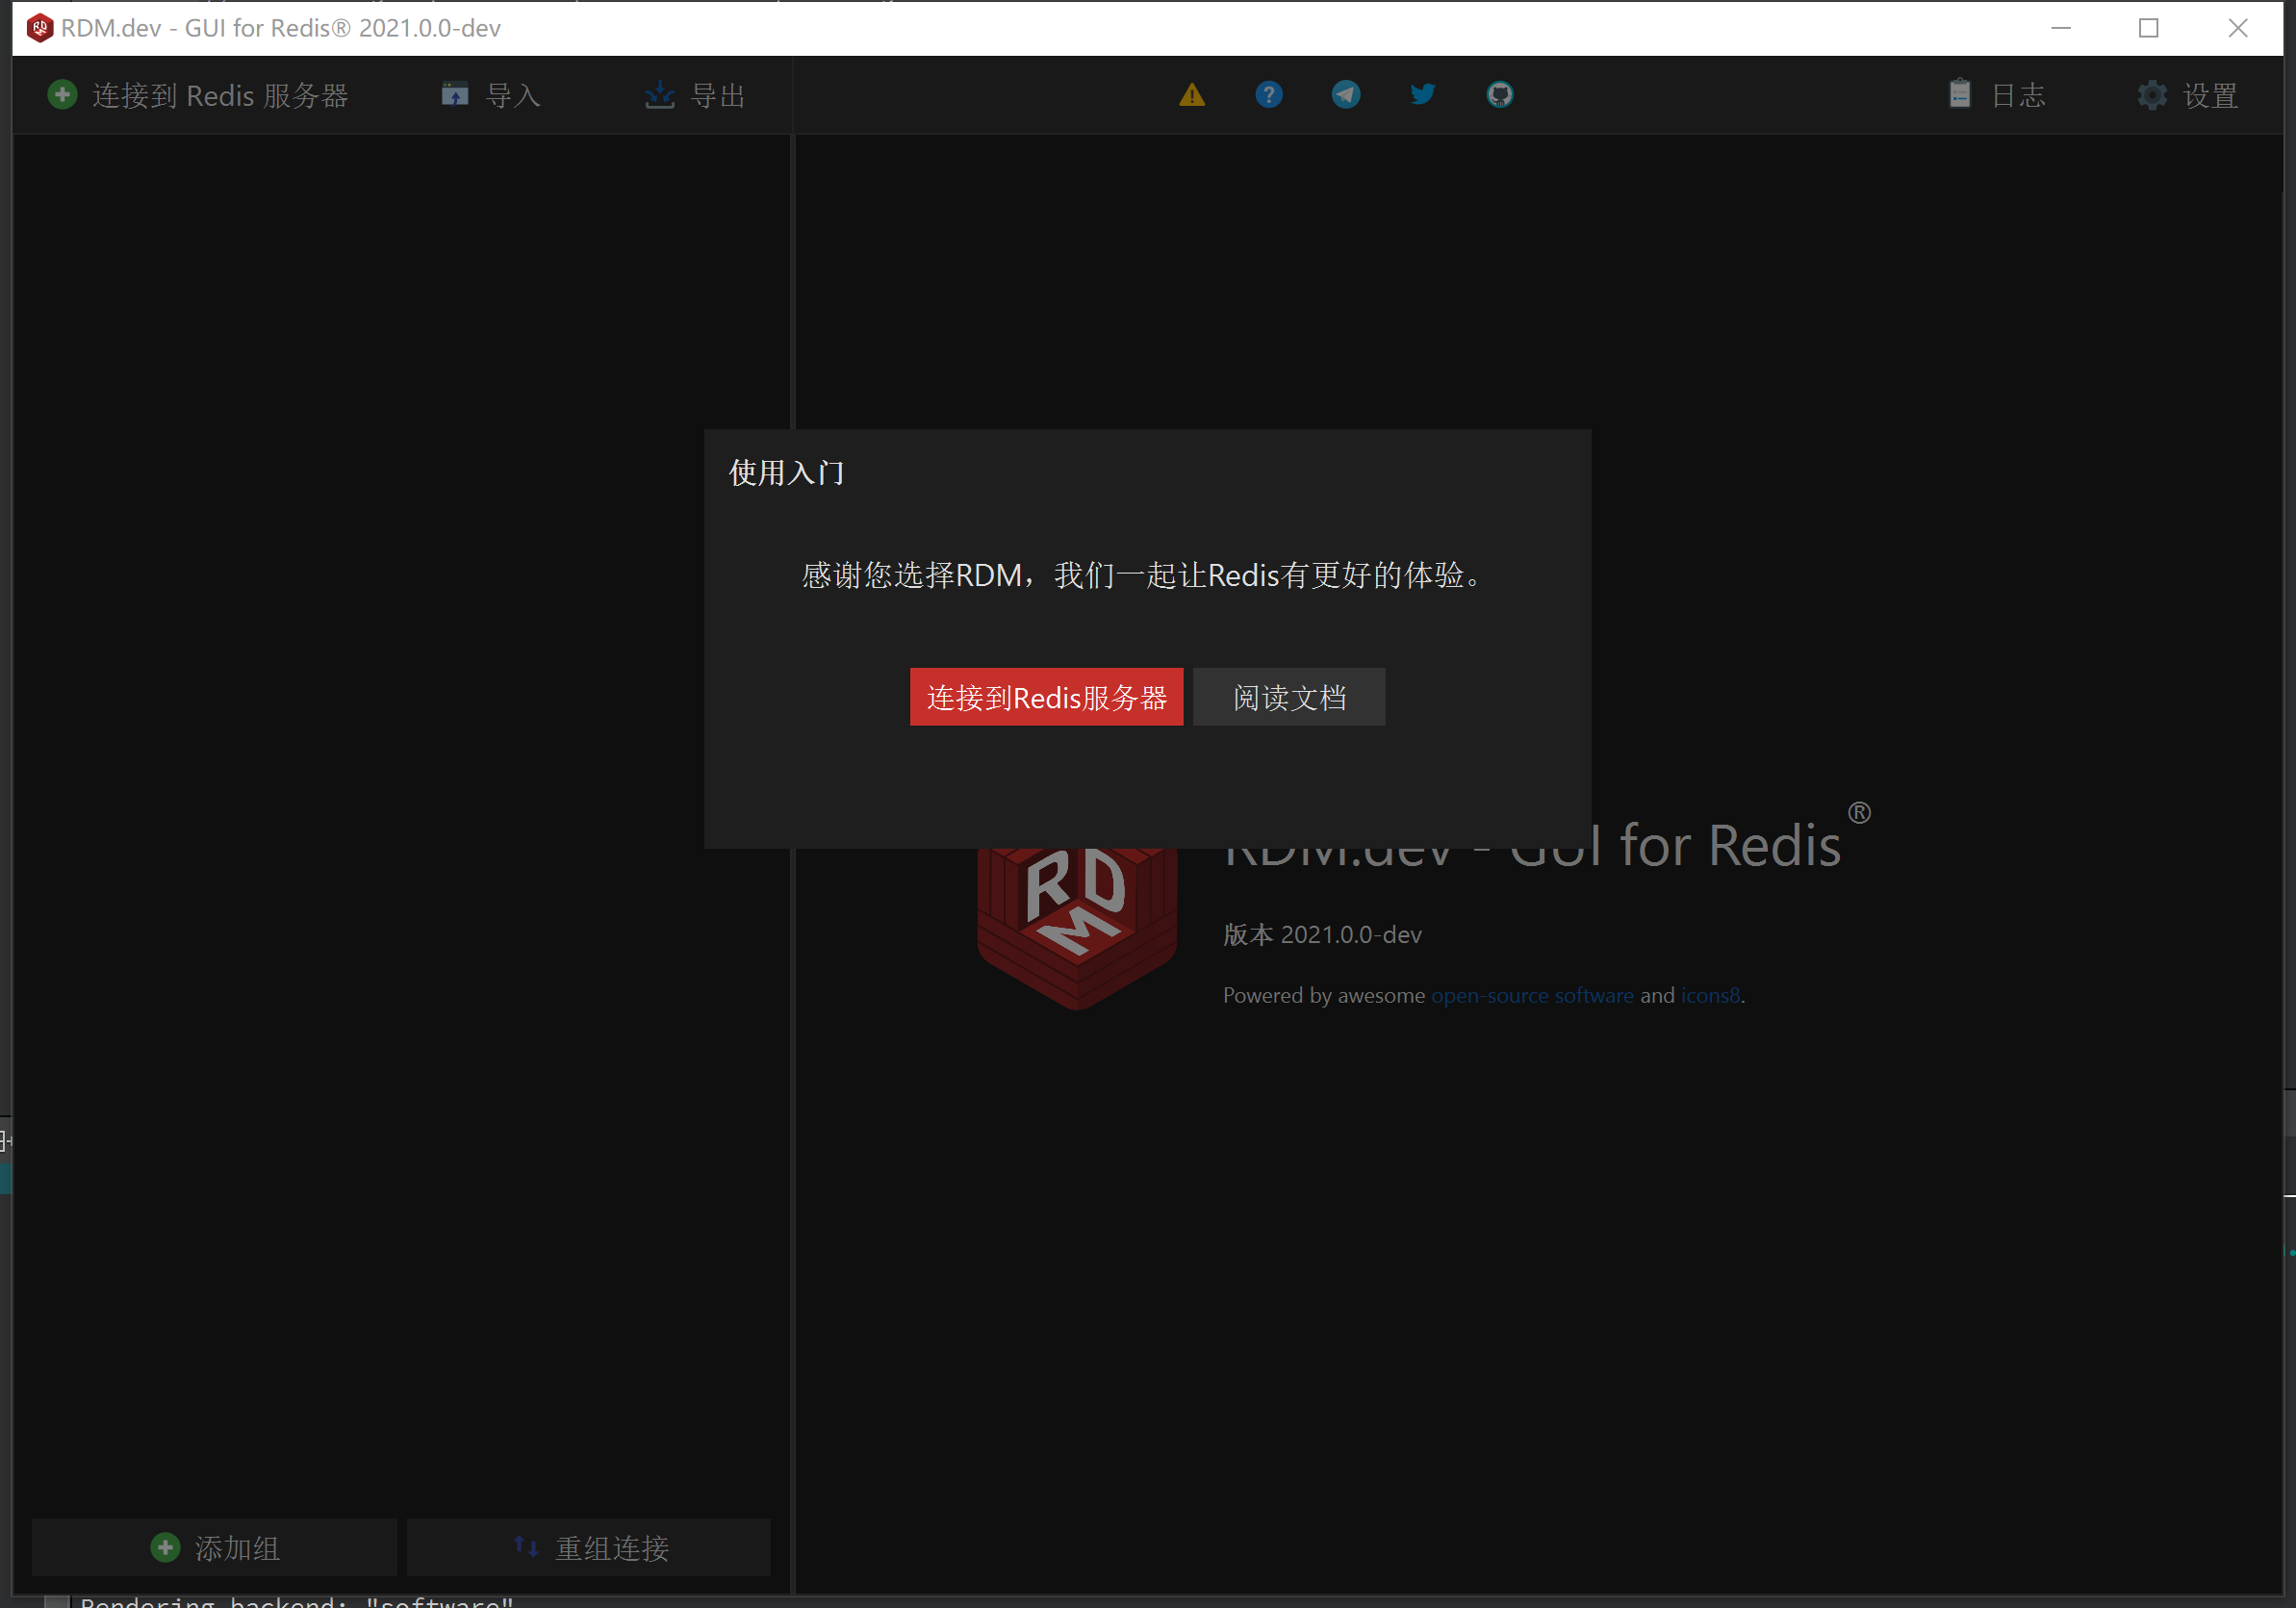 RDM.dev - GUI for Redis® 2021.0.0-dev
连接到 Redis 服务器 导入 导出 日志 设置
使用入门
感谢您选择RDM，我们一起让Redis有更好的体验。
连接到Redis服务器 阅读文档
RDM.dev - GUI for Redis®
RDM
版本 2021.0.0-dev
Powered by awesome open-source software and icons8.
添加组 重组连接
Rendering backend: "software"